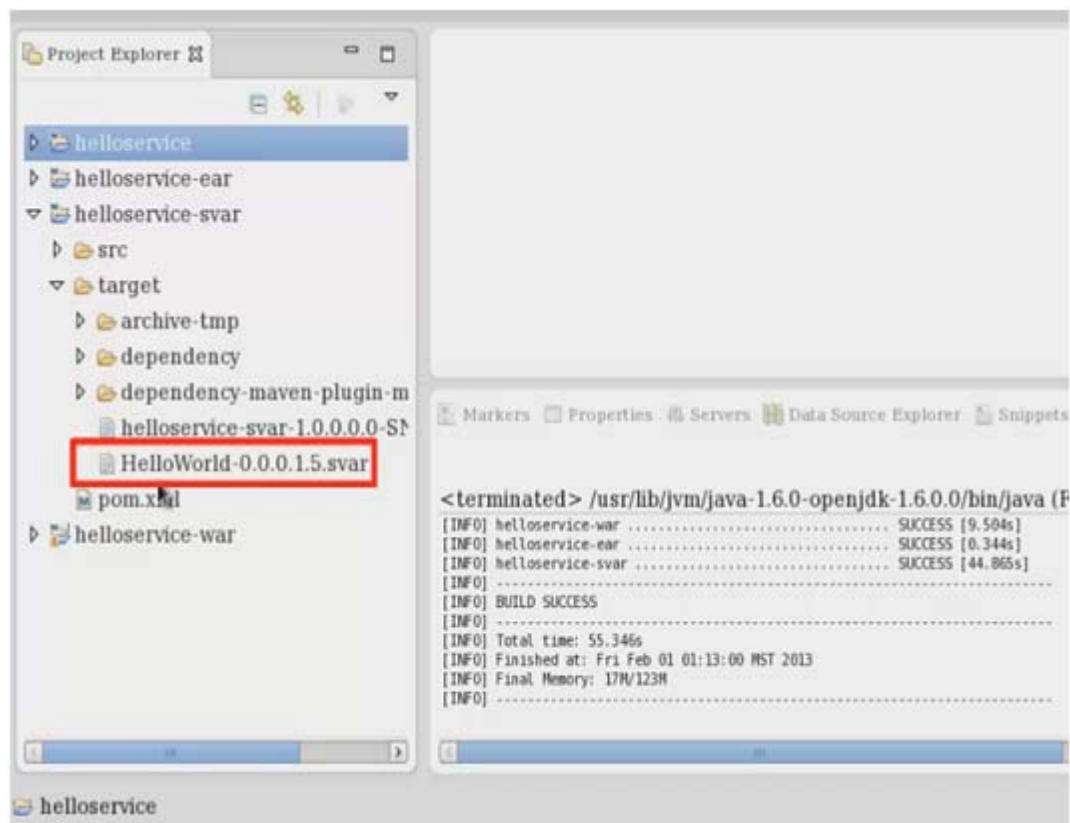 Project Explorer
helloservice
helloservice-ear
helloservice-svar
src
target
archive-tmp
dependency
dependency-maven-plugin-m
helloservice-svar-1.0.0.0.0-SN
HelloWorld-0.0.0.1.5.svar
pom.xml
helloservice-war
Markers Properties Servers Data Source Explorer Snippets
<terminated> /usr/lib/jvm/java-1.6.0-openjdk-1.6.0.0/bin/java (F
[INFO] helloservice-war ................................. SUCCESS [9.504s]
[INFO] helloservice-ear ................................. SUCCESS [0.344s]
[INFO] helloservice-svar ................................ SUCCESS [44.865s]
[INFO] ------------------------------------------------------------------------
[INFO] BUILD SUCCESS
[INFO] ------------------------------------------------------------------------
[INFO] Total time: 55.346s
[INFO] Finished at: Fri Feb 01 01:13:00 MST 2013
[INFO] Final Memory: 17M/123M
[INFO] ------------------------------------------------------------------------
helloservice